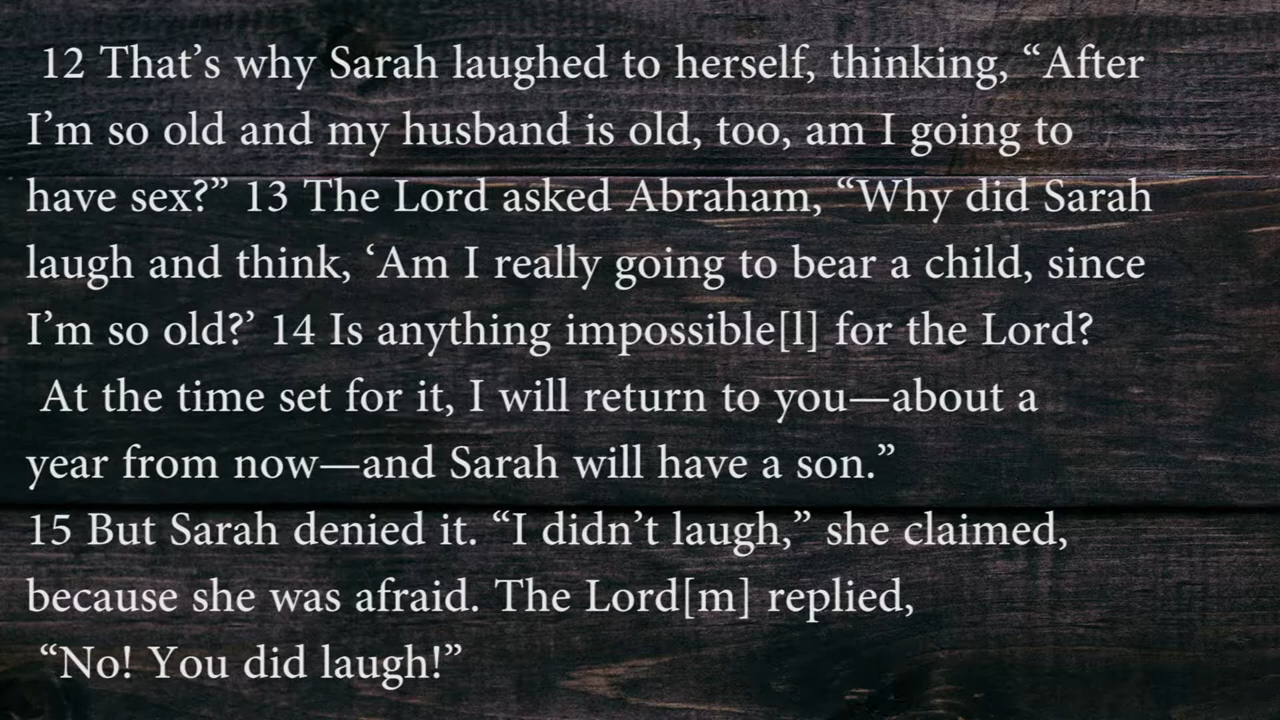 12 That’s why Sarah laughed to herself, thinking, “After
I’m so old and my husband is old, too, am I going to
have sex?” 13 The Lord asked Abraham, “Why did Sarah
laugh and think, ‘Am I really going to bear a child, since
I’m so old?’ 14 Is anything impossible[l] for the Lord?
At the time set for it, I will return to you—about a
year from now—and Sarah will have a son.”
15 But Sarah denied it. “I didn’t laugh,” she claimed,
because she was afraid. The Lord[m] replied,
“No! You did laugh!”